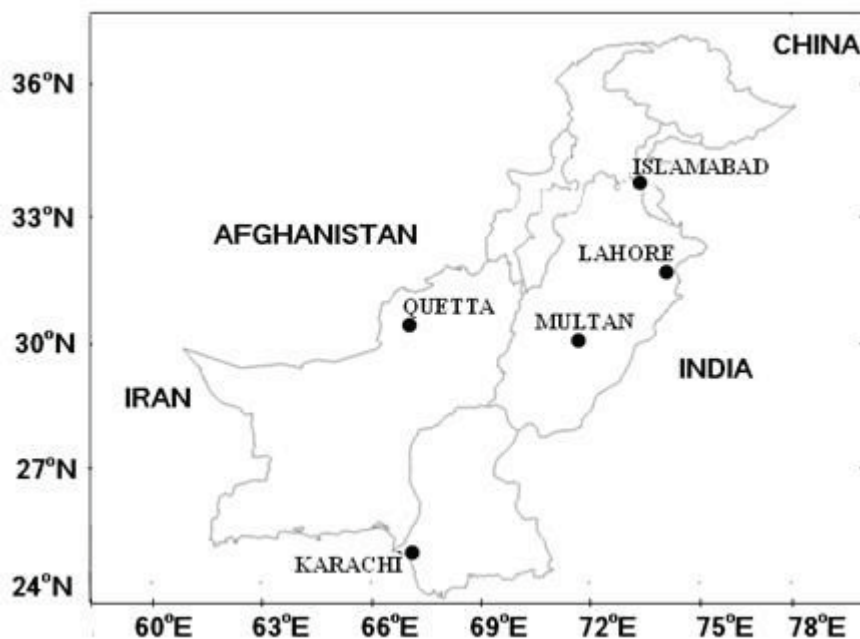 CHINA
36°N
ISLAMABAD
33°N
AFGHANISTAN
LAHORE
QUETTA
MULTAN
30°N
INDIA
IRAN
27°N
KARACHI
24°N
60°E 63°E 66°E 69°E 72°E 75°E 78°E